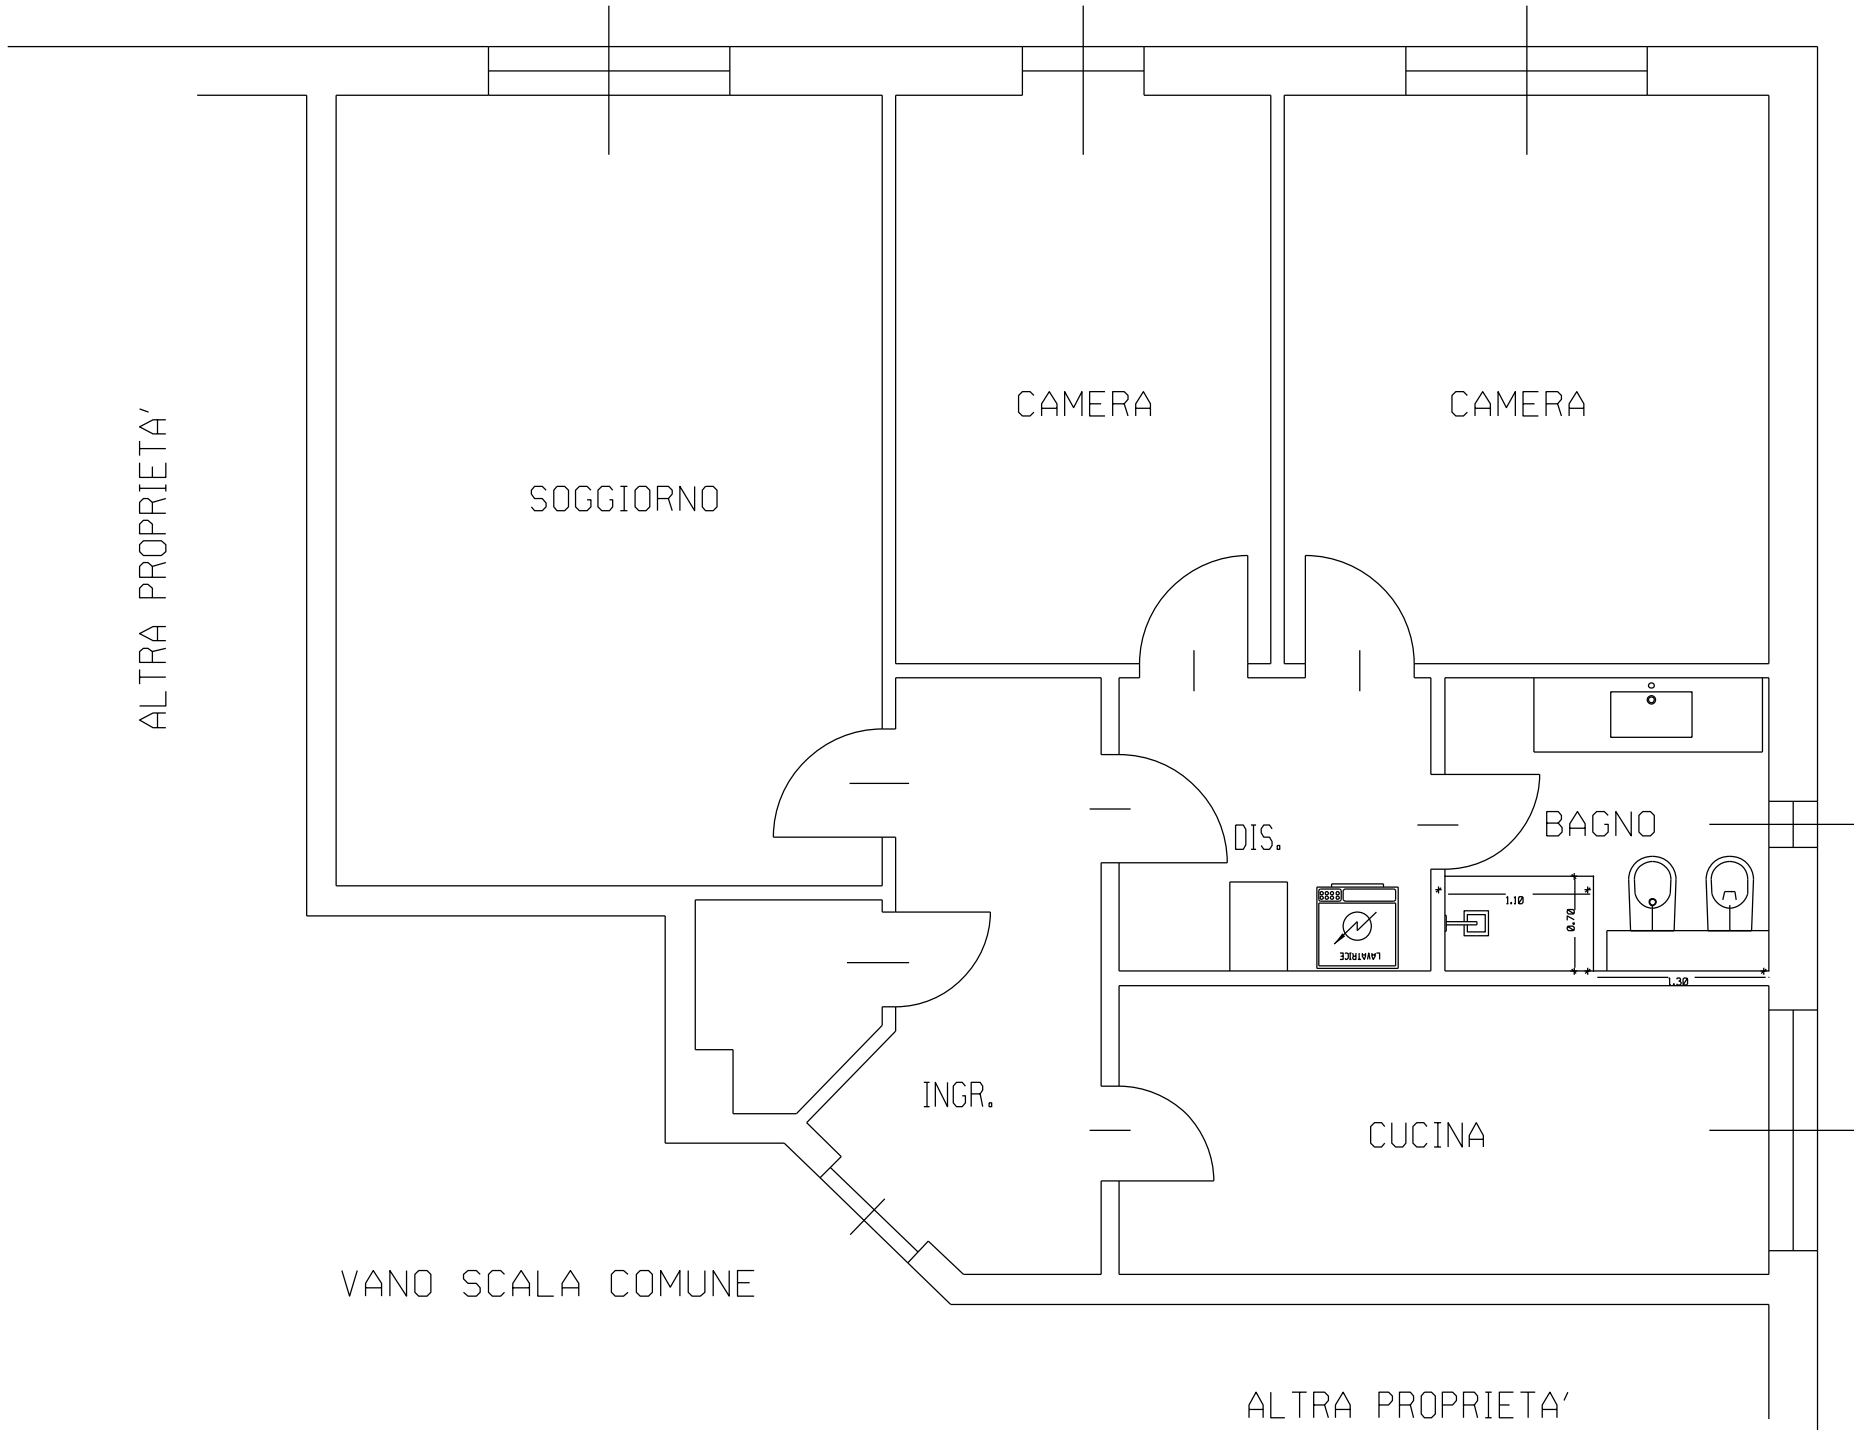 CAMERA
CAMERA
SOGGIORNO
ALTRA PROPRIETA'
BAGNO
DIS.
1.10
0.70
LAVATRICE
1.30
INGR.
CUCINA
VANO SCALA COMUNE
ALTRA PROPRIETA'